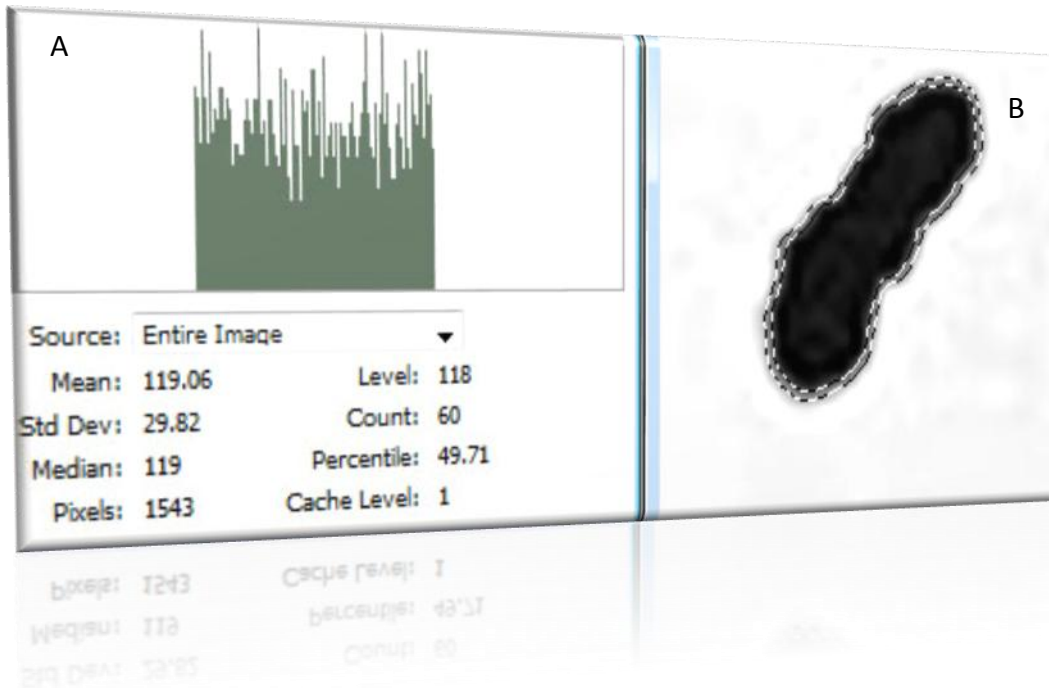 A
B
Source: Entire Image
Mean: 119.06 Level: 118
Std Dev: 29.82 Count: 60
Median: 119 Percentile: 49.71
Pixels: 1543 Cache Level: 1